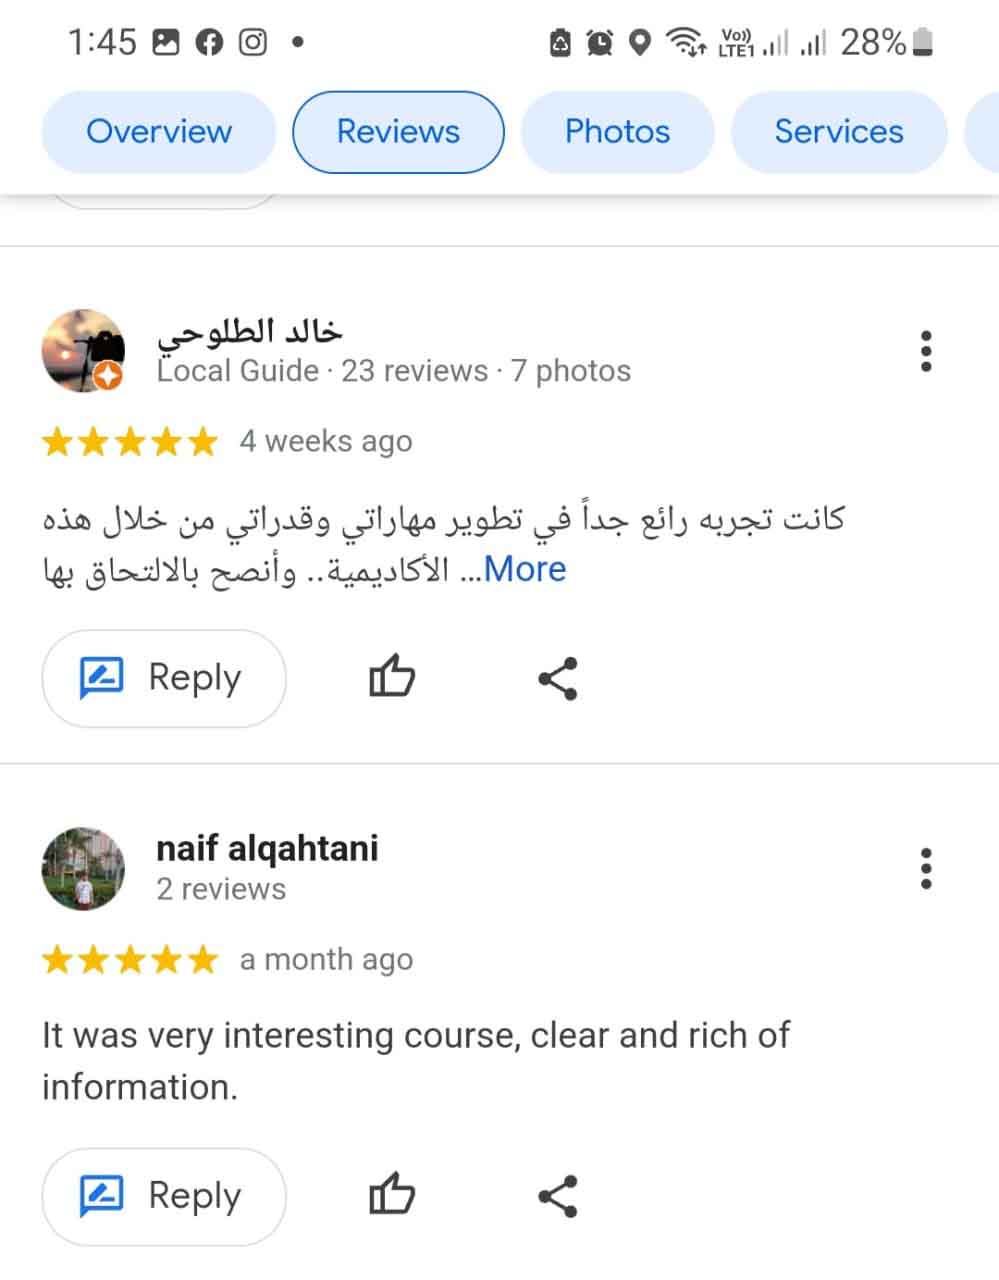 1:45
Vo))
LTE1
28%
Overview
Reviews
Photos
Services
خالد الطلوحي
Local Guide · 23 reviews · 7 photos
4 weeks ago
كانت تجربه رائع جداً في تطوير مهاراتي وقدراتي من خلال هذه
الأكاديمية.. وأنصح بالالتحاق بها ...More
Reply
naif alqahtani
2 reviews
a month ago
It was very interesting course, clear and rich of
information.
Reply